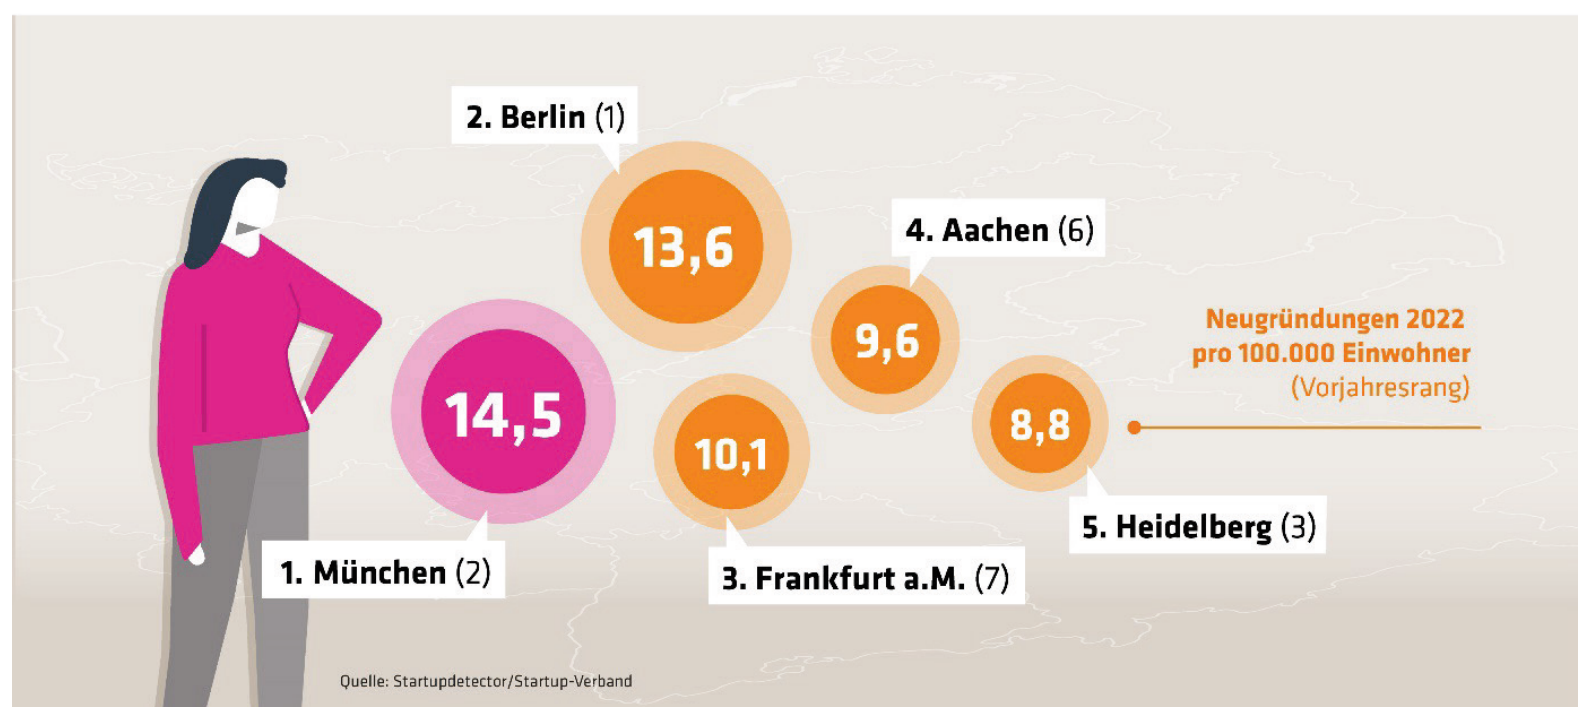 2. Berlin (1)
13,6
4. Aachen (6)
9,6
Neugründungen 2022
pro 100.000 Einwohner
(Vorjahresrang)
14,5
10,1
8,8
5. Heidelberg (3)
1. München (2)
3. Frankfurt a.M. (7)
Quelle: Startupdetector/Startup-Verband